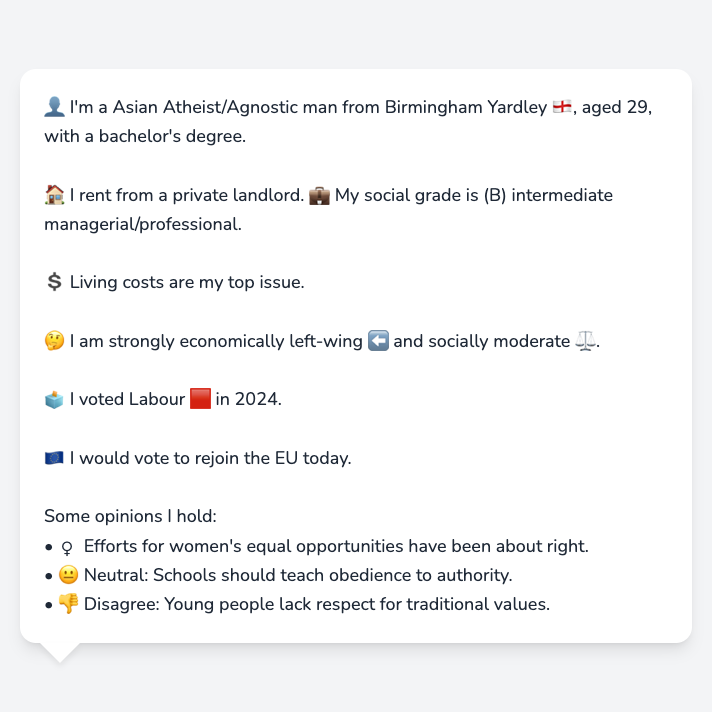 👤 I'm a Asian Atheist/Agnostic man from Birmingham Yardley 🏴󠁧󠁢󠁥󠁮󠁧󠁿, aged 29,
with a bachelor's degree.
🏠 I rent from a private landlord. 💼 My social grade is (B) intermediate
managerial/professional.
💲 Living costs are my top issue.
🤔 I am strongly economically left-wing ⬅️ and socially moderate ⚖️.
🗳️ I voted Labour 🟥 in 2024.
🇪🇺 I would vote to rejoin the EU today.
Some opinions I hold:
• ♀ Efforts for women's equal opportunities have been about right.
• 😐 Neutral: Schools should teach obedience to authority.
• 👎 Disagree: Young people lack respect for traditional values.